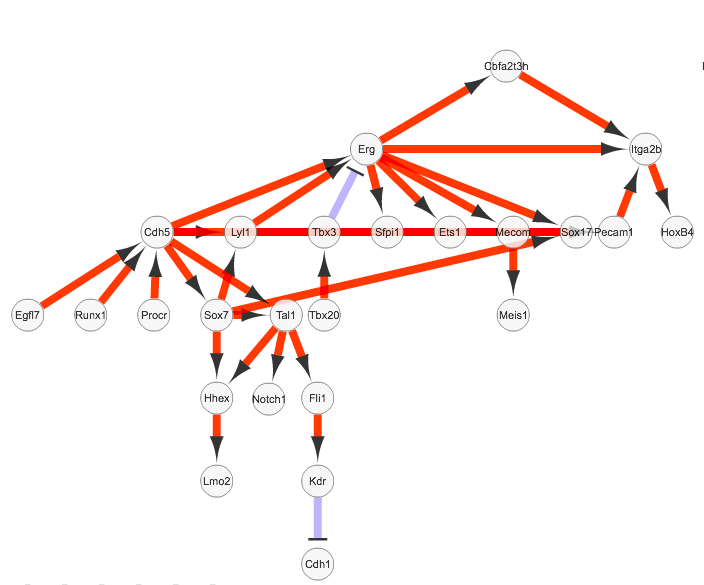 Cbfa2t3h
Erg
Itga2b
Cdh5
Lyl1
Tbx3
Sfpi1
Ets1
Mecom
Sox17
Pecam1
HoxB4
Egfl7
Runx1
Procr
Sox7
Tal1
Tbx20
Meis1
Hhex
Notch1
Fli1
Lmo2
Kdr
Cdh1